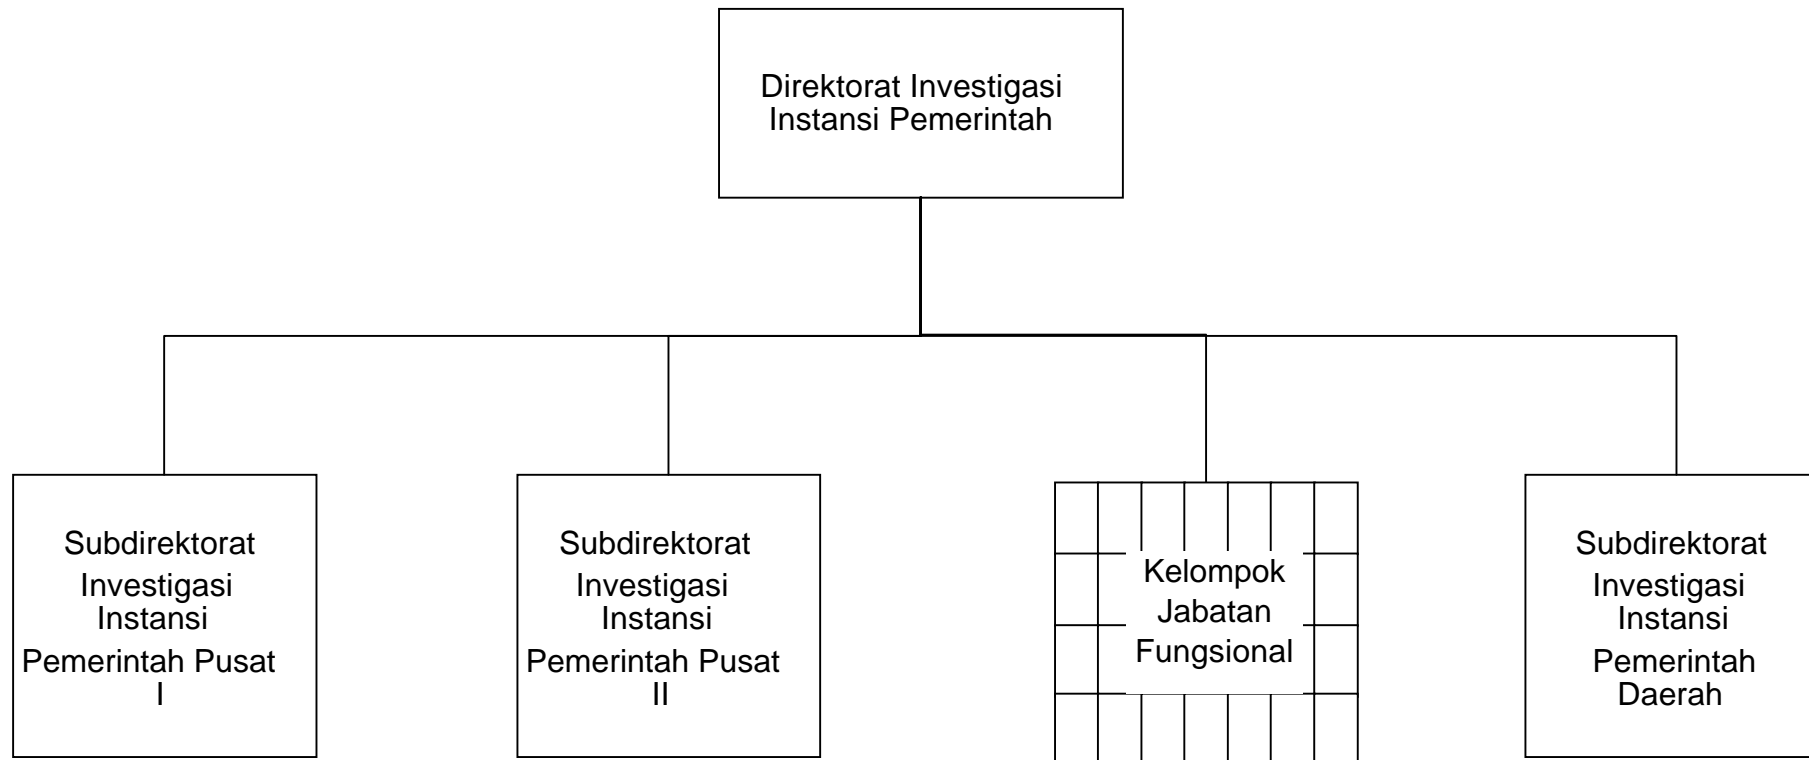 Direktorat Investigasi
Instansi Pemerintah
Subdirektorat
Investigasi
Instansi
Pemerintah Pusat
I
Subdirektorat
Investigasi
Instansi
Pemerintah Pusat
II
Kelompok
Jabatan
Fungsional
Subdirektorat
Investigasi
Instansi
Pemerintah
Daerah